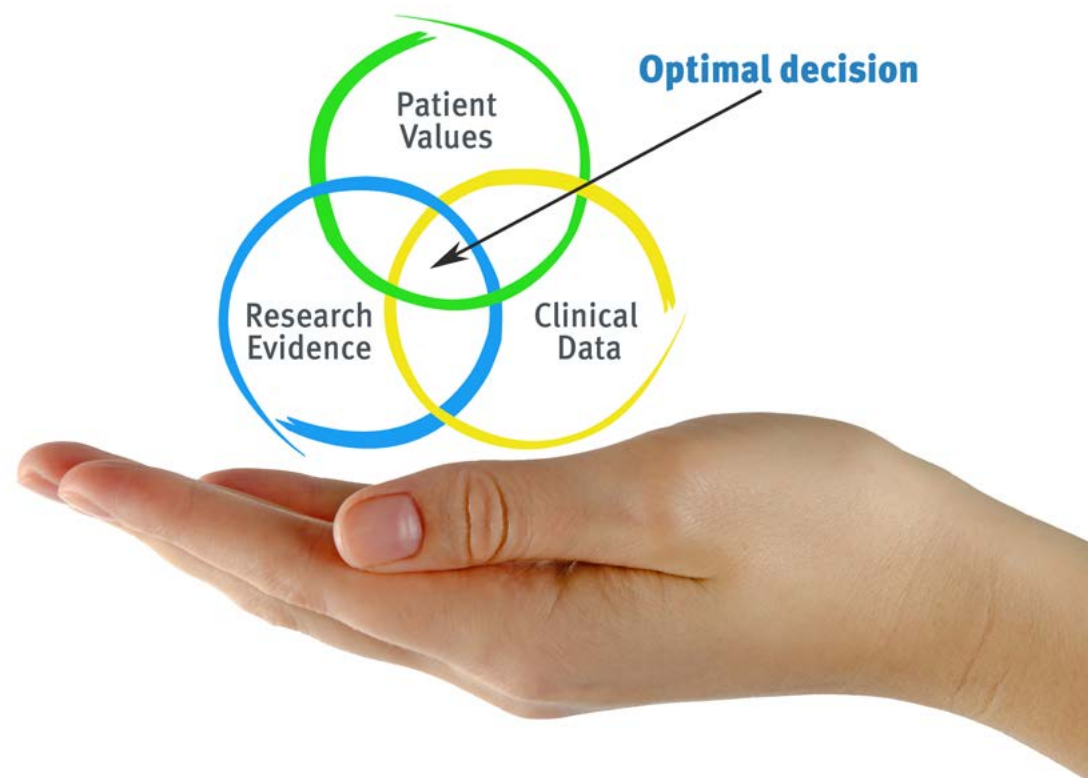 Optimal decision
Patient
Values
Research
Evidence
Clinical
Data